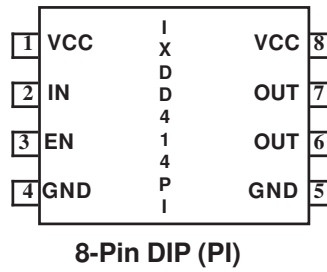 1 VCC
2 IN
3 EN
4 GND
IXDD414PI
VCC 8
OUT 7
OUT 6
GND 5
8-Pin DIP (PI)